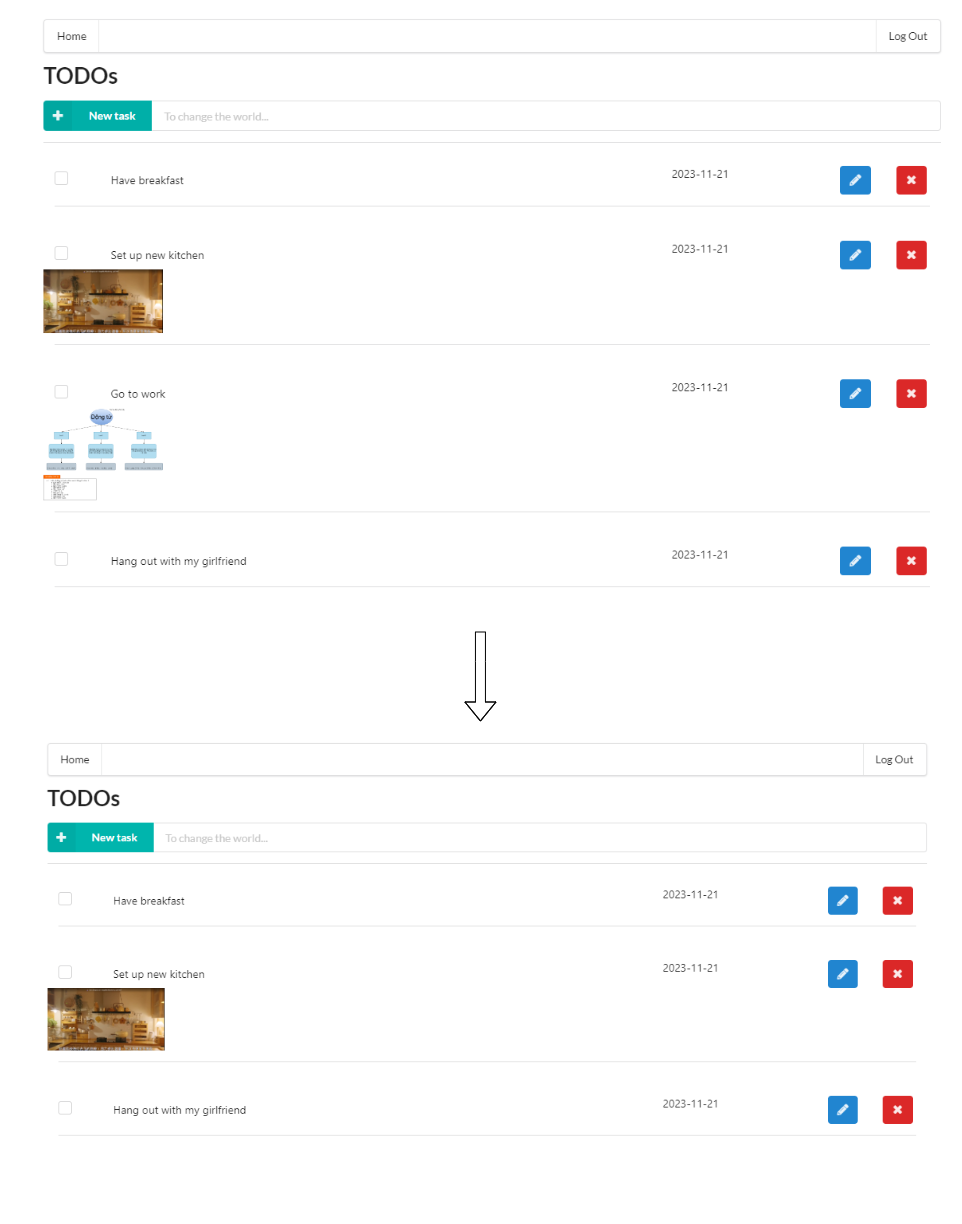 Home
Log Out
TODOs
New task
To change the world...
Have breakfast
2023-11-21
Set up new kitchen
2023-11-21
Go to work
2023-11-21
Động từ
Hang out with my girlfriend
2023-11-21
Home
Log Out
TODOs
New task
To change the world...
Have breakfast
2023-11-21
Set up new kitchen
2023-11-21
Hang out with my girlfriend
2023-11-21